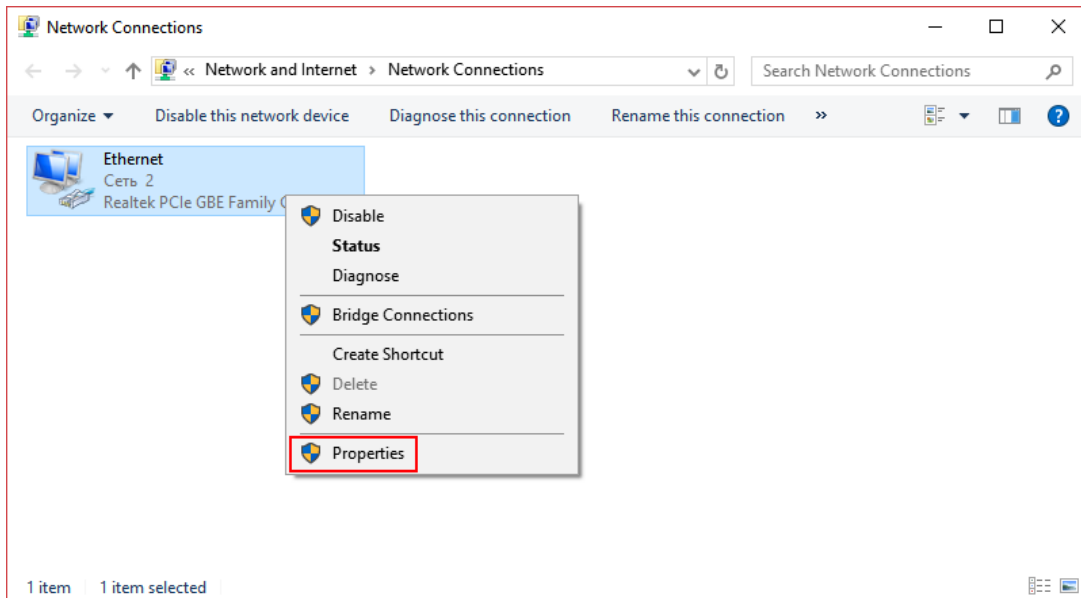 Network Connections
« Network and Internet › Network Connections
Search Network Connections
Organize Disable this network device Diagnose this connection Rename this connection »
Ethernet
Сеть 2
Realtek PCIe GBE Family
Disable
Status
Diagnose
Bridge Connections
Create Shortcut
Delete
Rename
Properties
1 item 1 item selected